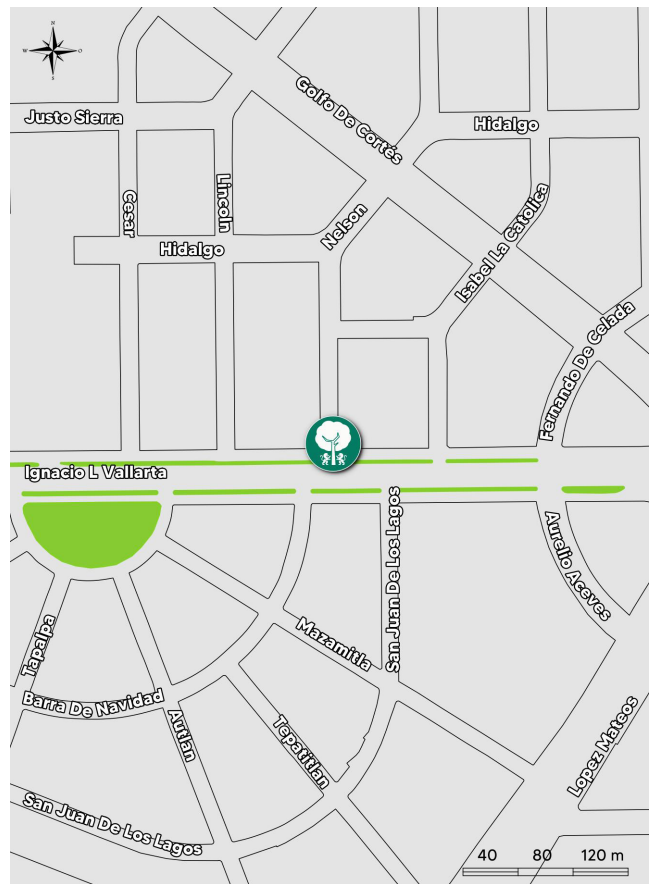 N
W
O
S
Golfo De Cortés
Justo Sierra
Hidalgo
Cesar
Lincoln
Nelson
Isabel La Catolica
Hidalgo
Fernando De Celada
Ignacio L Vallarta
San Juan De Los Lagos
Aurelio Aceves
Tapalpa
Mazamitla
Barra De Navidad
Autlan
Tepatitlan
Lopez Mateos
San Juan De Los Lagos
40 80 120 m